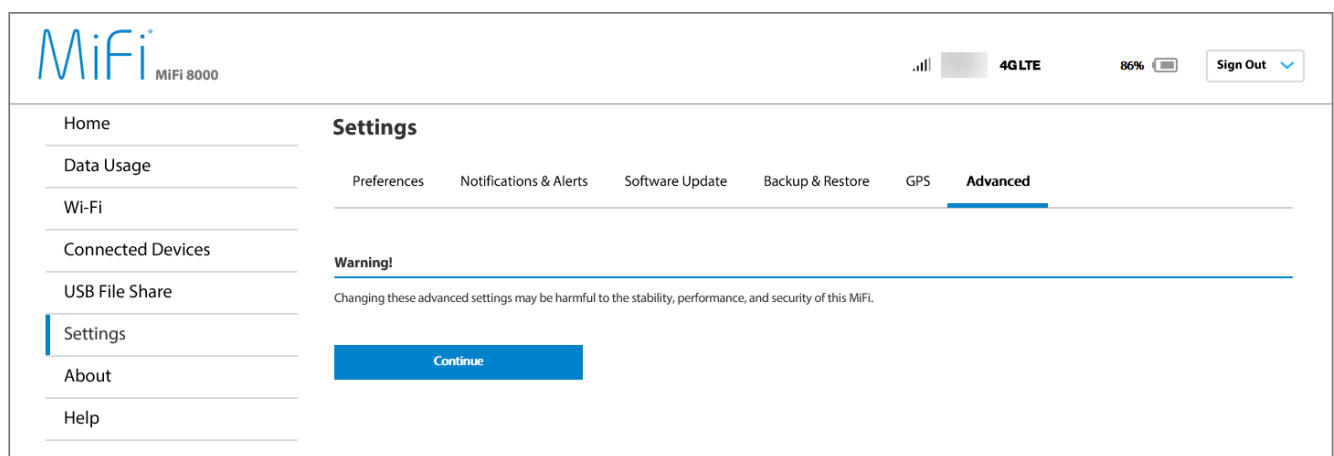 MiFi MiFi 8000
4G LTE 86% Sign Out
Home
Data Usage
Wi-Fi
Connected Devices
USB File Share
Settings
About
Help
Settings
Preferences Notifications & Alerts Software Update Backup & Restore GPS Advanced
Warning!
Changing these advanced settings may be harmful to the stability, performance, and security of this MiFi.
Continue